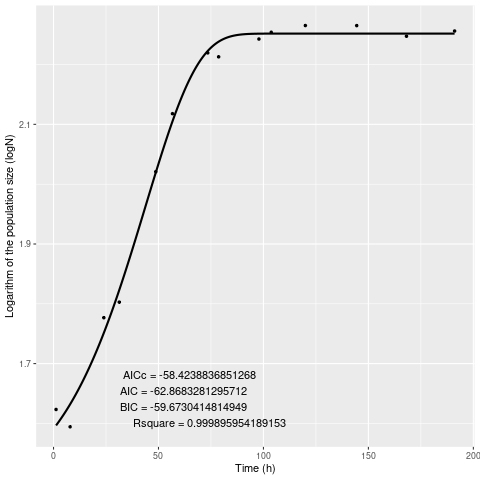 Logarithm of the population size (logN)
2.1
1.9
1.7
AICc = -58.4238836851268
AIC = -62.8683281295712
BIC = -59.6730414814949
Rsquare = 0.999895954189153
0 50 100 150 200
Time (h)